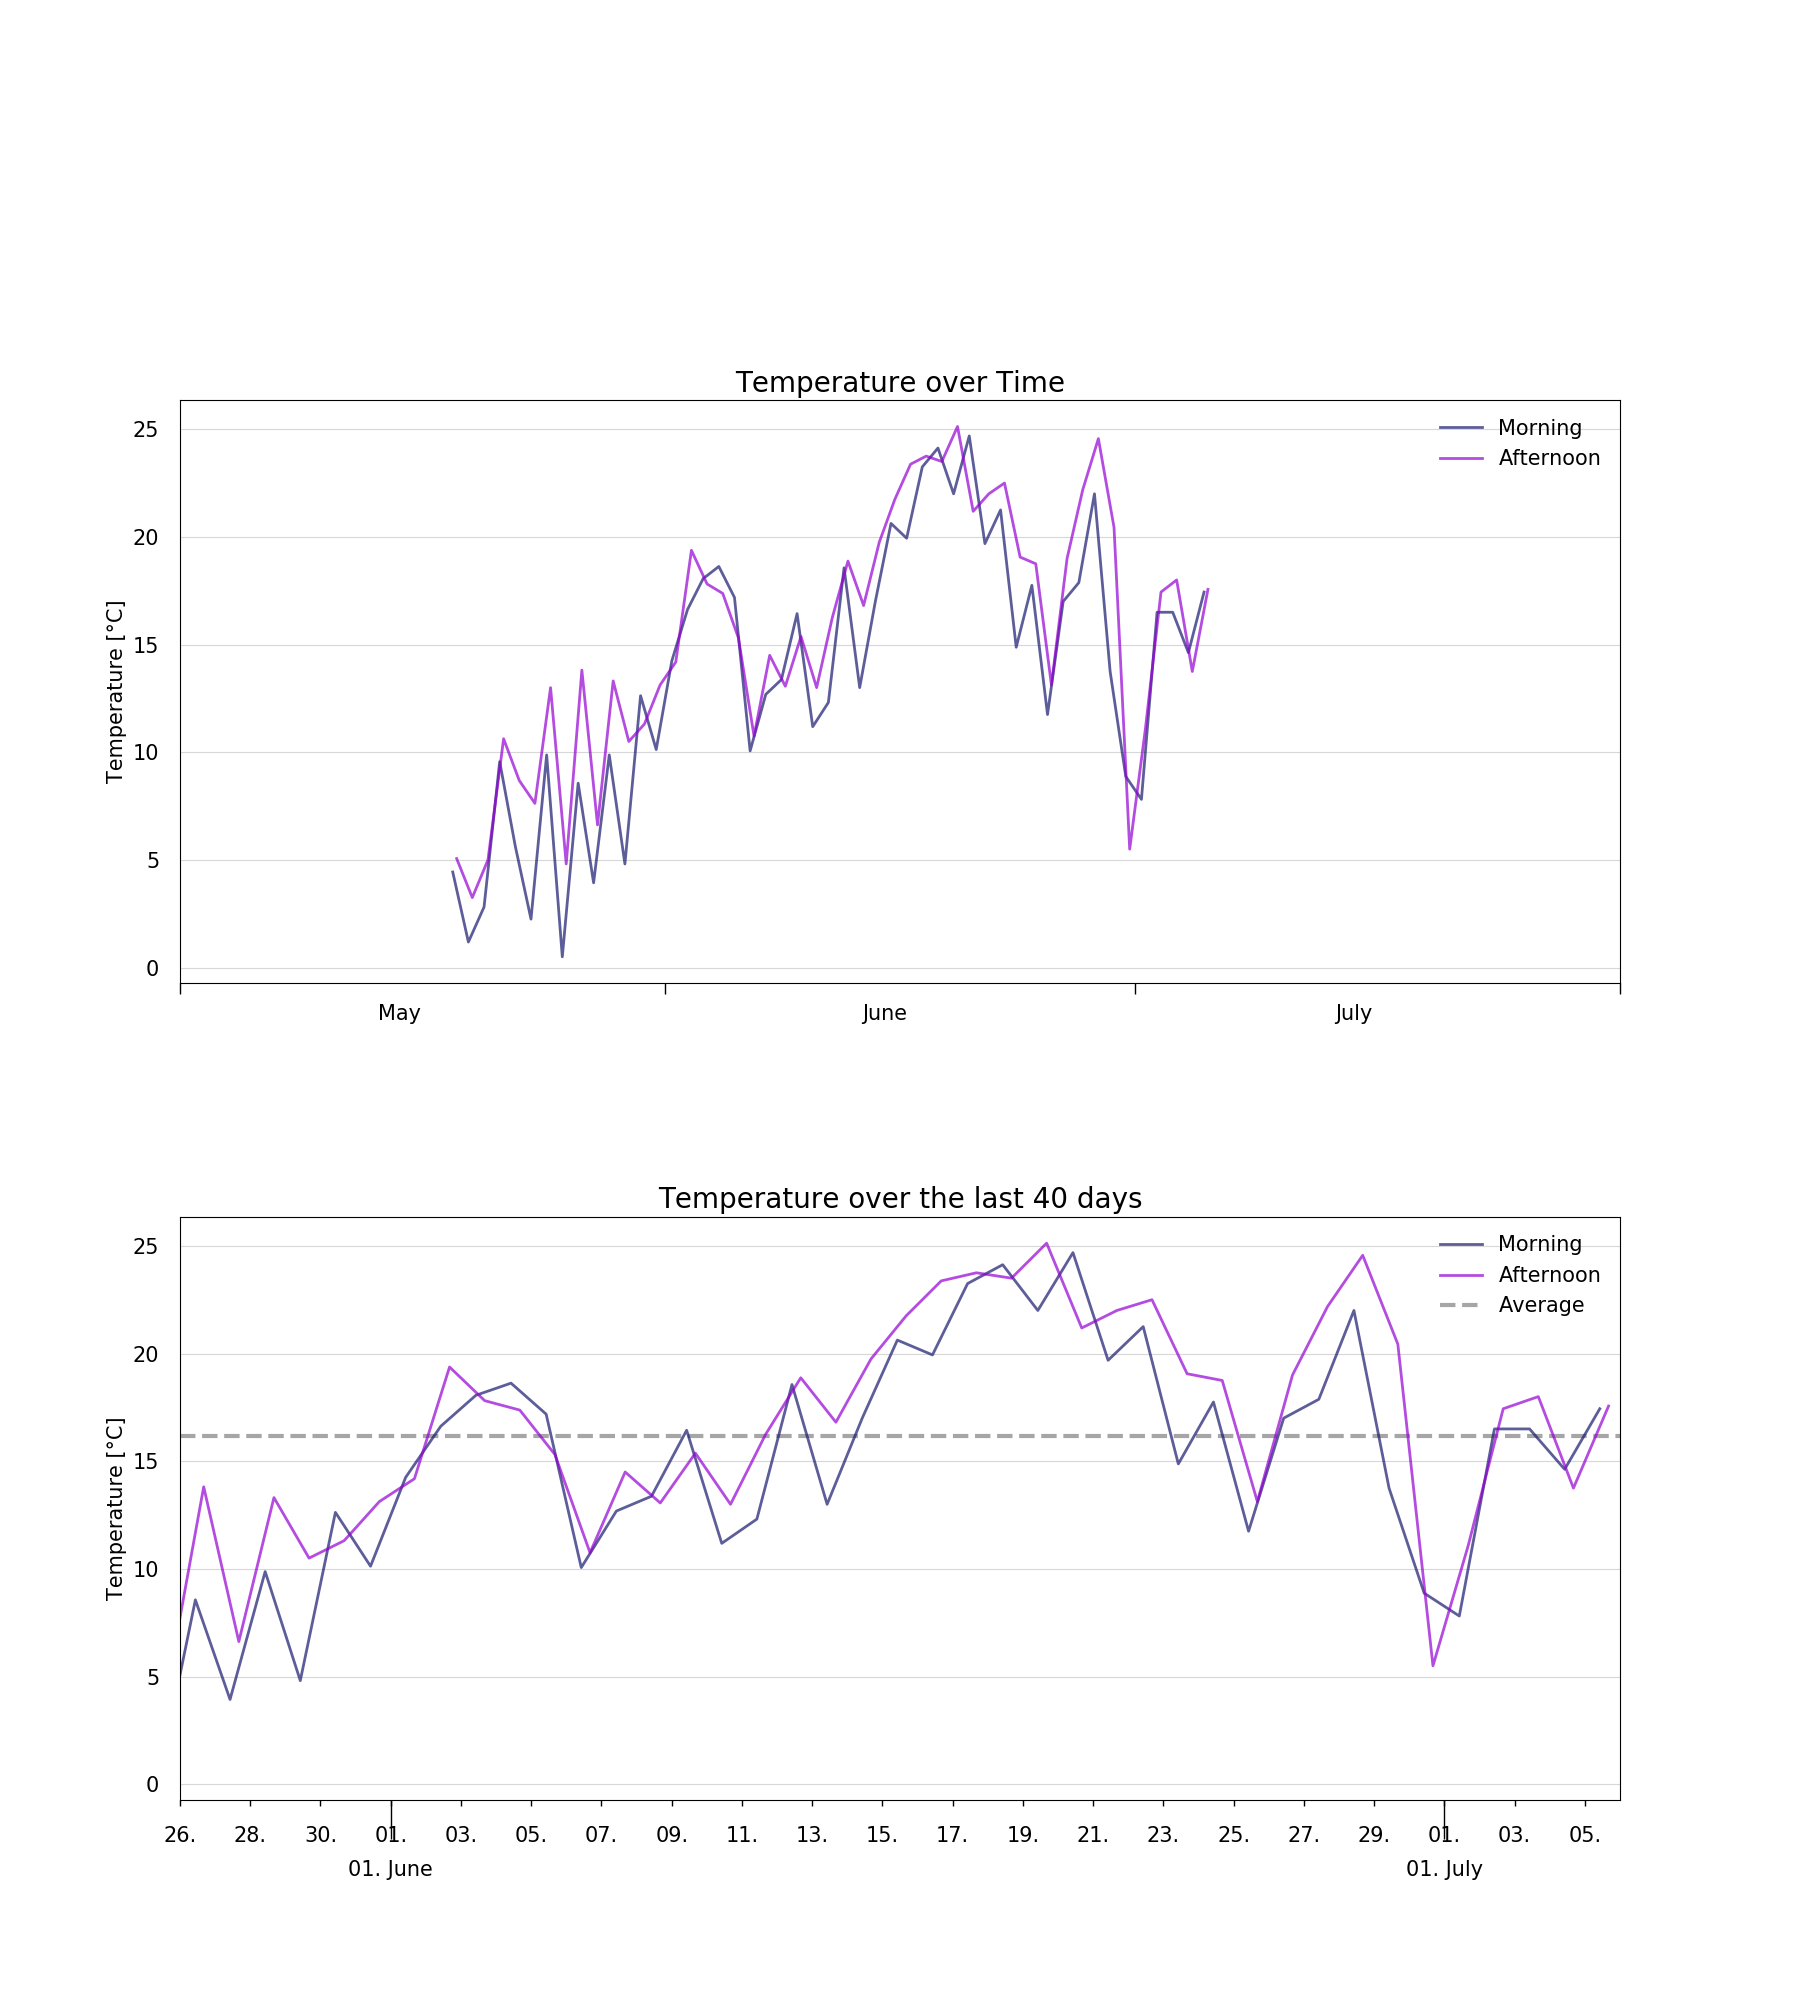 Temperature over Time
Temperature [°C]
25
20
15
10
5
0
Morning
Afternoon
May June July
Temperature over the last 40 days
Temperature [°C]
25
20
15
10
5
0
Morning
Afternoon
Average
26. 28. 30. 01. 03. 05. 07. 09. 11. 13. 15. 17. 19. 21. 23. 25. 27. 29. 01. 03. 05.
01. June 01. July